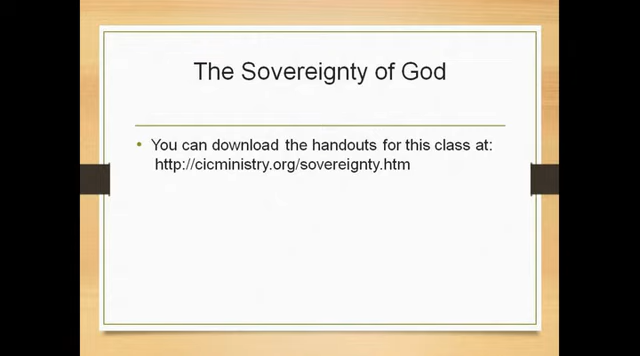 The Sovereignty of God
• You can download the handouts for this class at:
http://cicministry.org/sovereignty.htm